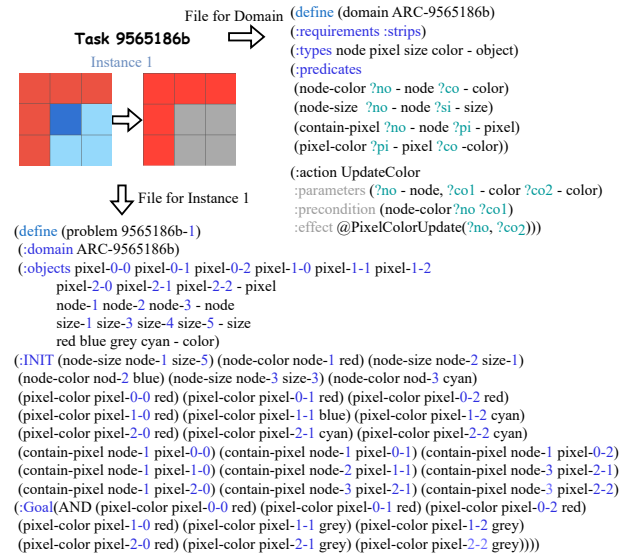 File for Domain
Task 9565186b
Instance 1
(define (domain ARC-9565186b)
(:requirements :strips)
(:types node pixel size color - object)
(:predicates
(node-color ?no - node ?co - color)
(node-size ?no - node ?si - size)
(contain-pixel ?no - node ?pi - pixel)
(pixel-color ?pi - pixel ?co -color))
(:action UpdateColor
:parameters (?no - node, ?co1 - color ?co2 - color)
:precondition (node-color?no ?co1)
:effect @PixelColorUpdate(?no, ?co2)))
File for Instance 1
(define (problem 9565186b-1)
(:domain ARC-9565186b)
(:objects pixel-0-0 pixel-0-1 pixel-0-2 pixel-1-0 pixel-1-1 pixel-1-2
pixel-2-0 pixel-2-1 pixel-2-2 - pixel
node-1 node-2 node-3 - node
size-1 size-3 size-4 size-5 - size
red blue grey cyan - color)
(:INIT (node-size node-1 size-5) (node-color node-1 red) (node-size node-2 size-1)
(node-color nod-2 blue) (node-size node-3 size-3) (node-color nod-3 cyan)
(pixel-color pixel-0-0 red) (pixel-color pixel-0-1 red) (pixel-color pixel-0-2 red)
(pixel-color pixel-1-0 red) (pixel-color pixel-1-1 blue) (pixel-color pixel-1-2 cyan)
(pixel-color pixel-2-0 red) (pixel-color pixel-2-1 cyan) (pixel-color pixel-2-2 cyan)
(contain-pixel node-1 pixel-0-0) (contain-pixel node-1 pixel-0-1) (contain-pixel node-1 pixel-0-2)
(contain-pixel node-1 pixel-1-0) (contain-pixel node-2 pixel-1-1) (contain-pixel node-3 pixel-2-1)
(contain-pixel node-1 pixel-2-0) (contain-pixel node-3 pixel-2-1) (contain-pixel node-3 pixel-2-2)
(:Goal(AND (pixel-color pixel-0-0 red) (pixel-color pixel-0-1 red) (pixel-color pixel-0-2 red)
(pixel-color pixel-1-0 red) (pixel-color pixel-1-1 grey) (pixel-color pixel-1-2 grey)
(pixel-color pixel-2-0 red) (pixel-color pixel-2-1 grey) (pixel-color pixel-2-2 grey))))